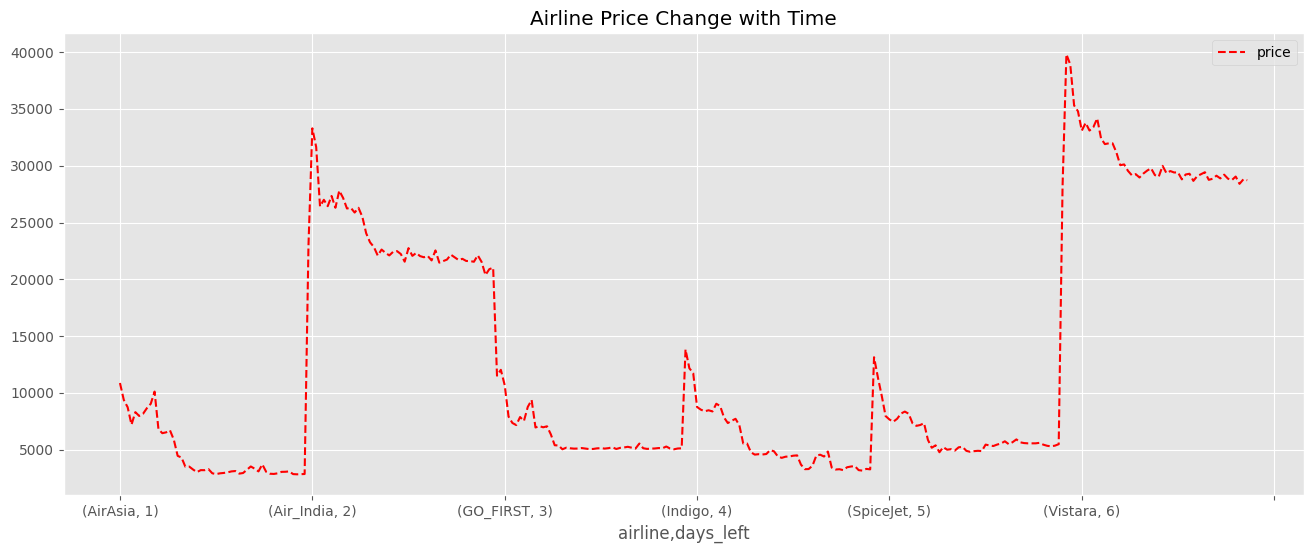 Airline Price Change with Time
price
40000
35000
30000
25000
20000
15000
10000
5000
(AirAsia, 1) (Air_India, 2) (GO_FIRST, 3) (Indigo, 4) (SpiceJet, 5) (Vistara, 6)
airline,days_left